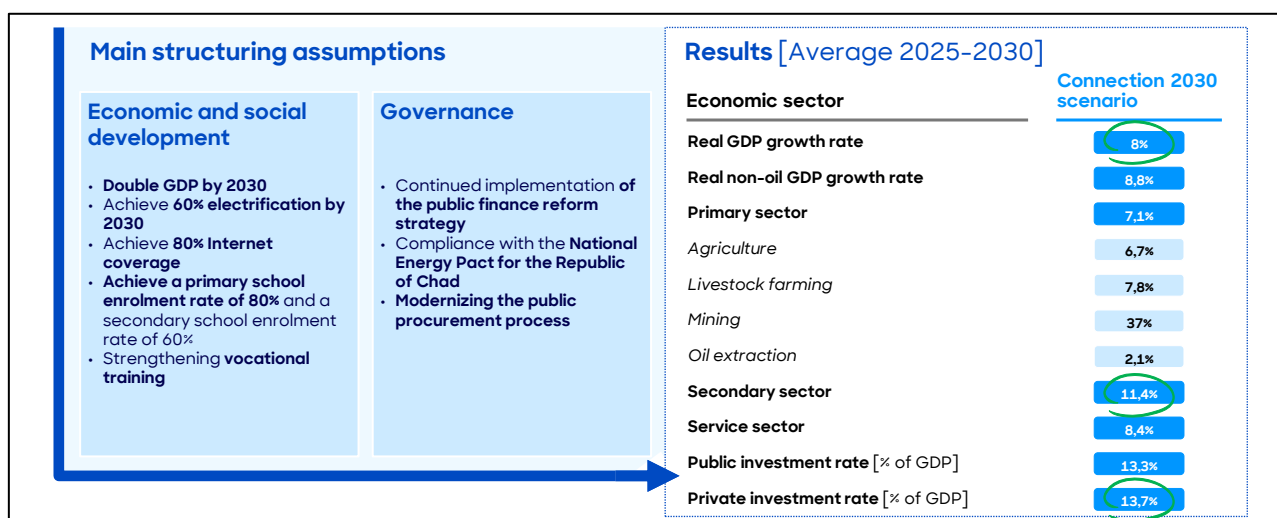 Main structuring assumptions
Economic and social
development
• Double GDP by 2030
• Achieve 60% electrification by
2030
• Achieve 80% Internet
coverage
• Achieve a primary school
enrolment rate of 80% and a
secondary school enrolment
rate of 60%
• Strengthening vocational
training
Governance
• Continued implementation of
the public finance reform
strategy
• Compliance with the National
Energy Pact for the Republic
of Chad
• Modernizing the public
procurement process
Results [Average 2025-2030]
Economic sector
Connection 2030
scenario
Real GDP growth rate 8%
Real non-oil GDP growth rate 8,8%
Primary sector 7,1%
Agriculture 6,7%
Livestock farming 7,8%
Mining 37%
Oil extraction 2,1%
Secondary sector 11,4%
Service sector 8,4%
Public investment rate [% of GDP] 13,3%
Private investment rate [% of GDP] 13,7%